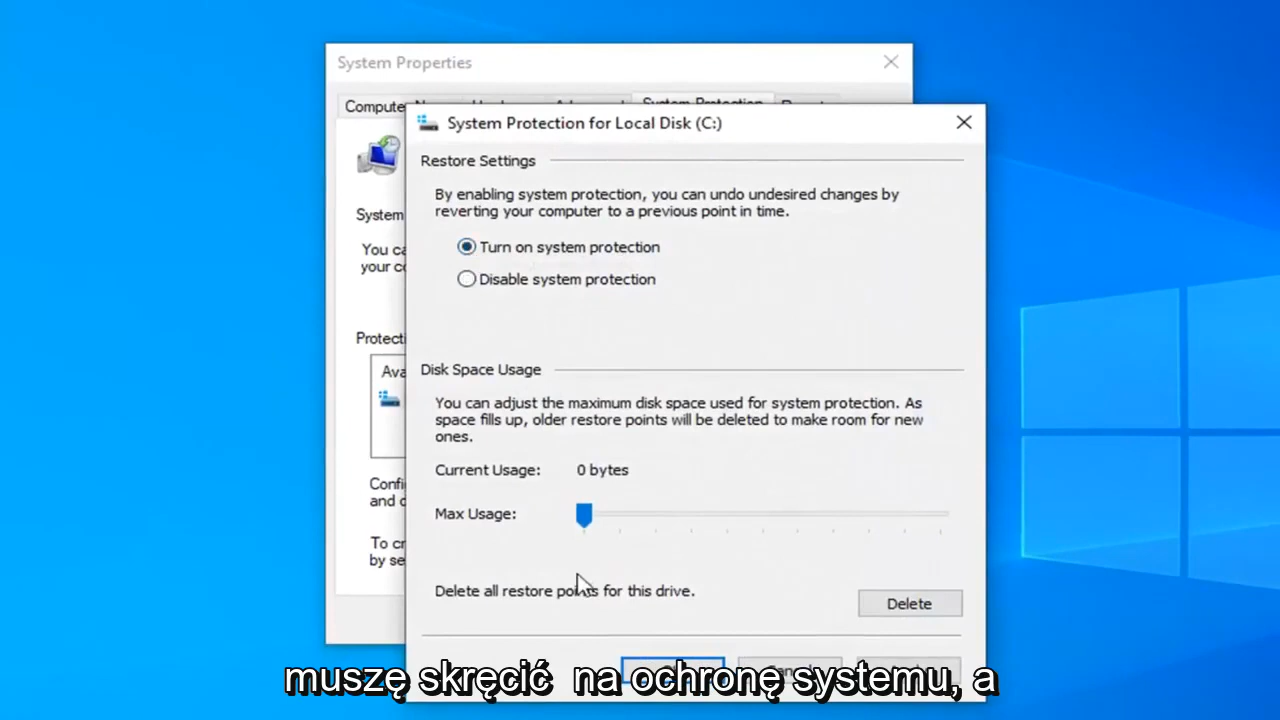 System Properties
Compute
System Protection
System Protection for Local Disk (C:)
Restore Settings
By enabling system protection, you can undo undesired changes by
reverting your computer to a previous point in time.
System
You ca
your co
Turn on system protection
Disable system protection
Protecti
Ava
Disk Space Usage
You can adjust the maximum disk space used for system protection. As
space fills up, older restore points will be deleted to make room for new
ones.
Current Usage: 0 bytes
Confi
and d
Max Usage:
To cr
by se
Delete all restore points for this drive.
Delete
muszę skręcić na ochronę systemu, a